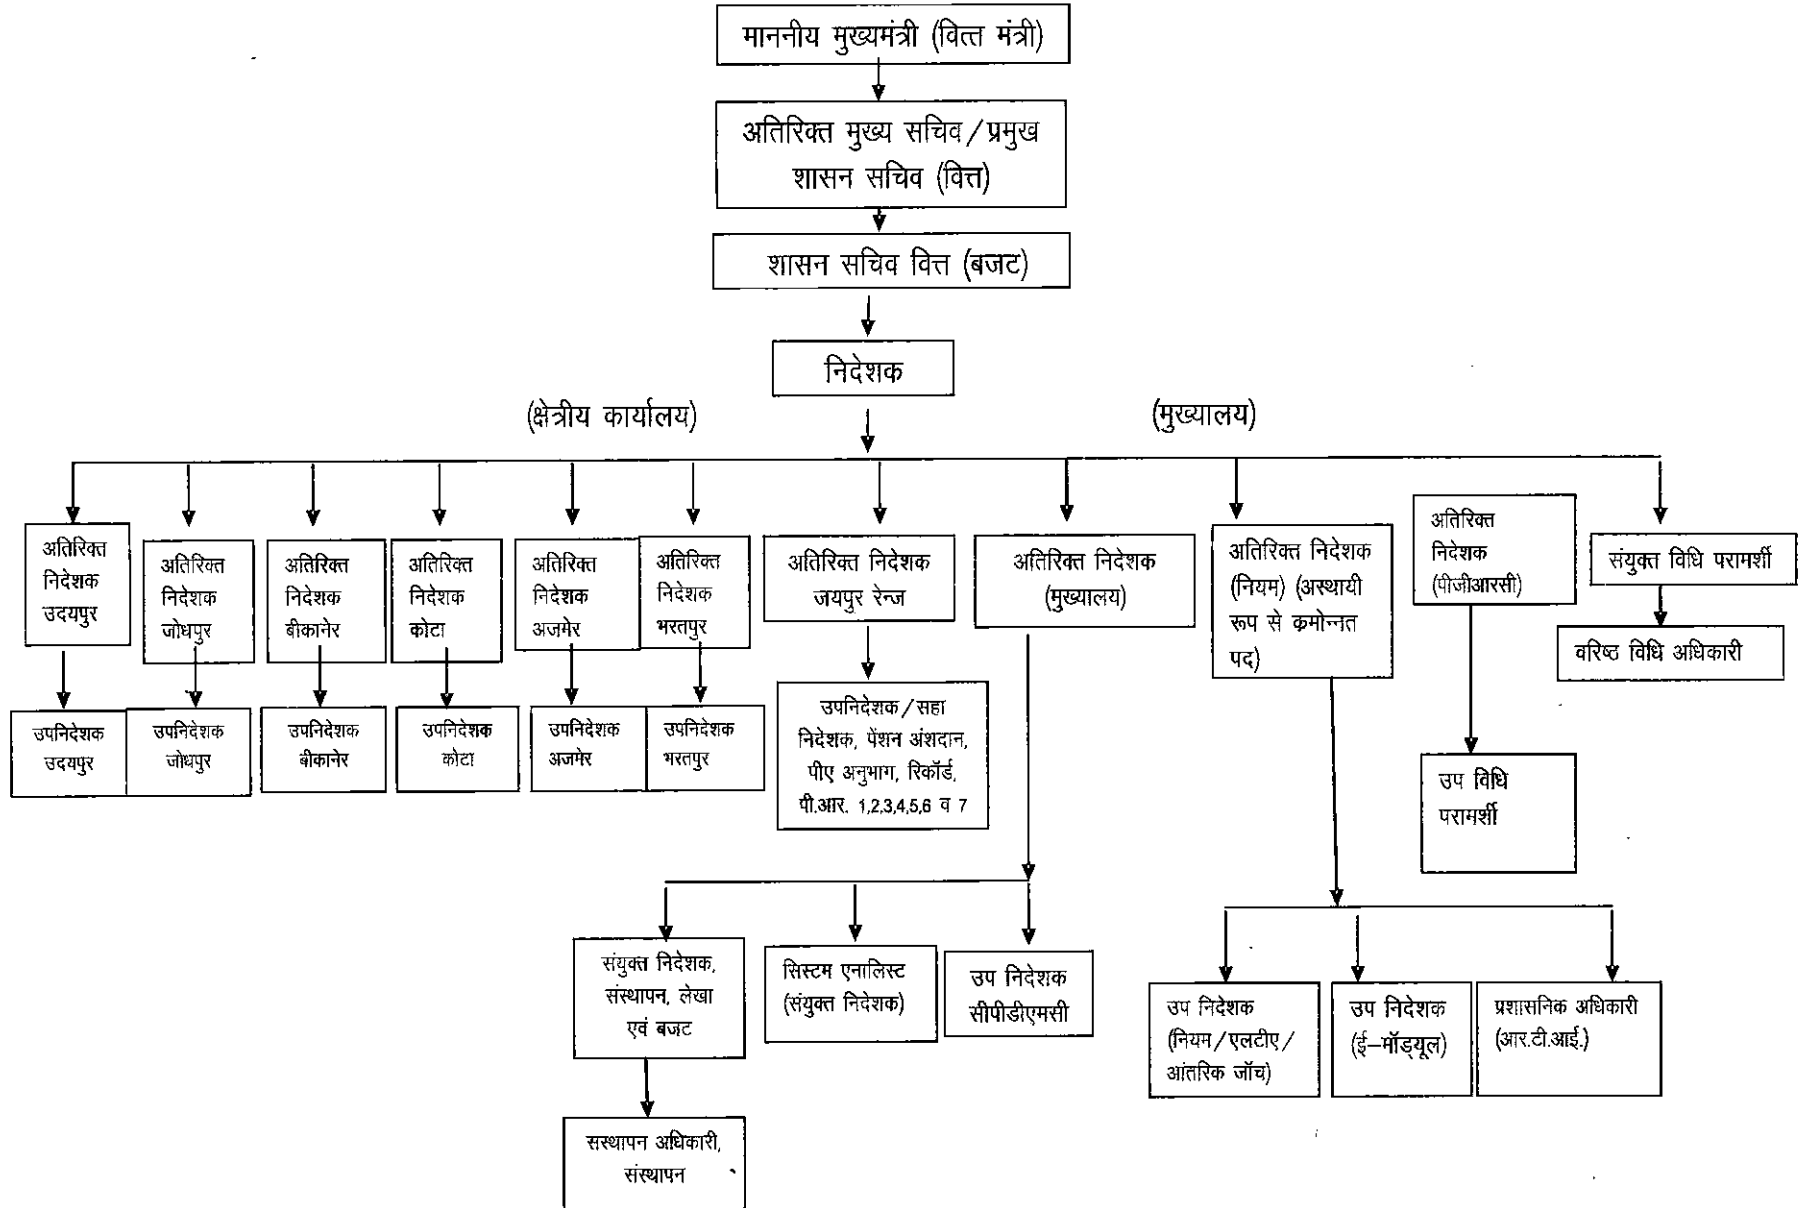 माननीय मुख्यमंत्री (वित्त मंत्री)
अतिरिक्त मुख्य सचिव/प्रमुख
शासन सचिव (वित्त)
शासन सचिव वित्त (बजट)
निदेशक
(क्षेत्रीय कार्यालय)
(मुख्यालय)
अतिरिक्त
निदेशक
उदयपुर
अतिरिक्त
निदेशक
जोधपुर
अतिरिक्त
निदेशक
बीकानेर
अतिरिक्त
निदेशक
कोटा
अतिरिक्त
निदेशक
अजमेर
अतिरिक्त
निदेशक
भरतपुर
अतिरिक्त निदेशक
जयपुर रेन्ज
अतिरिक्त निदेशक
(मुख्यालय)
अतिरिक्त निदेशक
(नियम) (अस्थायी
रूप से क्रमोन्नत
पद)
अतिरिक्त
निदेशक
(पीजीआरसी)
संयुक्त विधि परामर्शी
वरिष्ठ विधि अधिकारी
उपनिदेशक
उदयपुर
उपनिदेशक
जोधपुर
उपनिदेशक
बीकानेर
उपनिदेशक
कोटा
उपनिदेशक
अजमेर
उपनिदेशक
भरतपुर
उपनिदेशक/सहा
निदेशक, पेंशन अंशदान,
पीए अनुभाग, रिकॉर्ड,
पी.आर. 1,2,3,4,5,6 व 7
उप विधि
परामर्शी
संयुक्त निदेशक,
संस्थापन, लेखा
एवं बजट
सिस्टम एनालिस्ट
(संयुक्त निदेशक)
उप निदेशक
सीपीडीएमसी
उप निदेशक
(नियम/एलटीए/
आंतरिक जॉच)
उप निदेशक
(ई–मॉड्यूल)
प्रशासनिक अधिकारी
(आर.टी.आई.)
सस्थापन अधिकारी,
संस्थापन